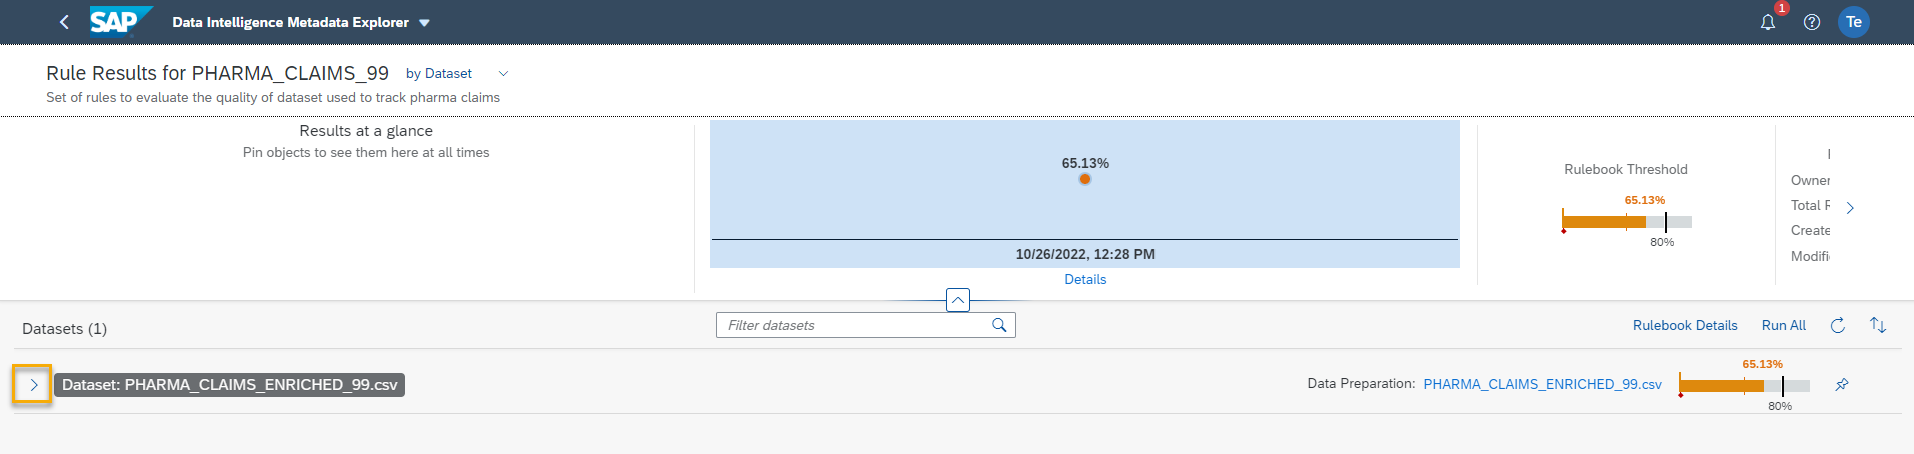 SAP Data Intelligence Metadata Explorer 1 Te
Rule Results for PHARMA_CLAIMS_99 by Dataset
Set of rules to evaluate the quality of dataset used to track pharma claims
Results at a glance
Pin objects to see them here at all times
65.13%
10/26/2022, 12:28 PM
Details
Rulebook Threshold
65.13%
80%
Owner
Total R
Create
Modifi
Datasets (1)
Filter datasets
Rulebook Details Run All
Dataset: PHARMA_CLAIMS_ENRICHED_99.csv
Data Preparation: PHARMA_CLAIMS_ENRICHED_99.csv
65.13%
80%